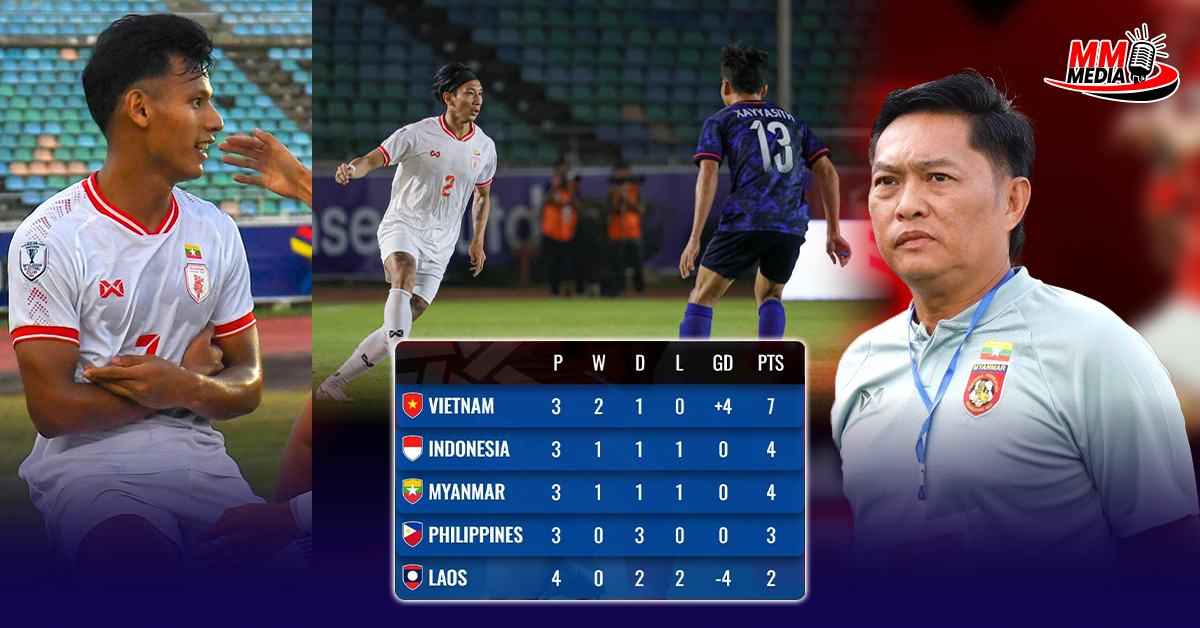 MM
MEDIA
XAYYASITH
13
2
MYANMAR
P W D L GD PTS
VIETNAM 3 2 1 0 +4 7
INDONESIA 3 1 1 1 0 4
MYANMAR 3 1 1 1 0 4
PHILIPPINES 3 0 3 0 0 3
LAOS 4 0 2 2 -4 2